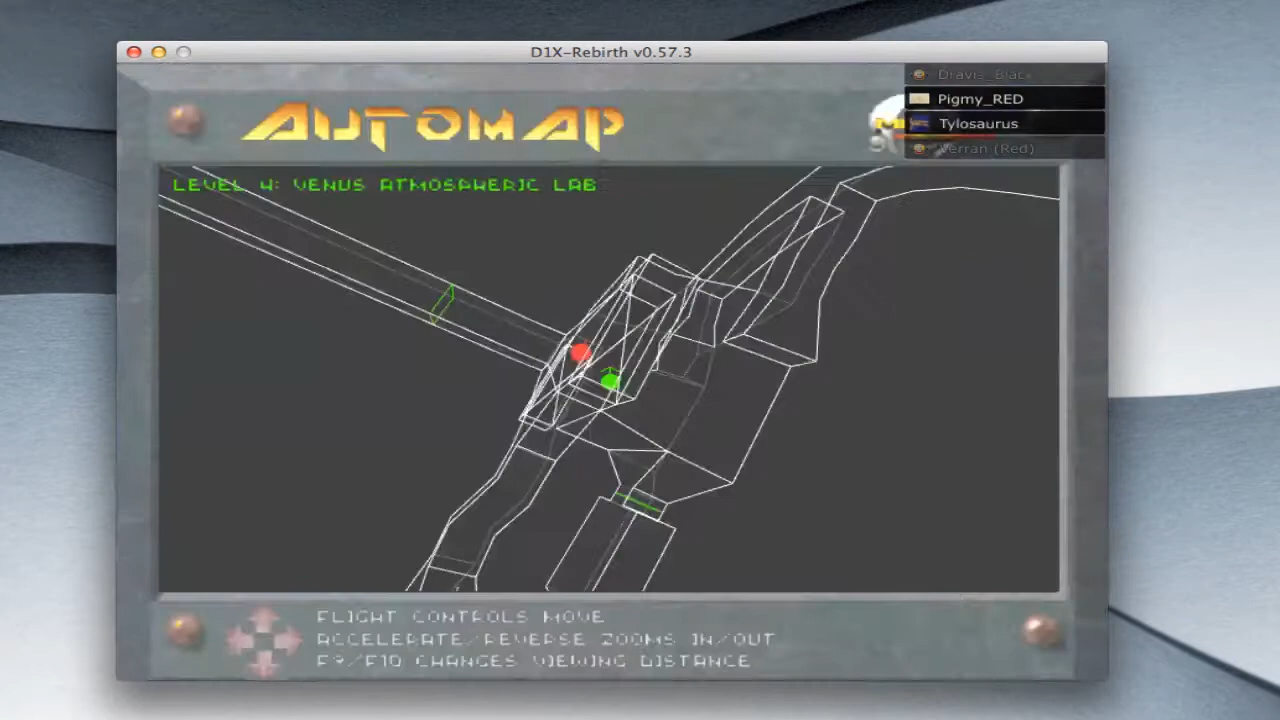 D1X-Rebirth v0.57.3
Dravis_Black
AUTOMAP
Pigmy_RED
Tylosaurus
Verran (Red)
LEVEL 4: VENUS ATMOSPHERIC LAB
FLIGHT CONTROLS MOVE
ACCELERATE/REVERSE ZOOMS IN/OUT
F9/F10 CHANGES VIEWING DISTANCE